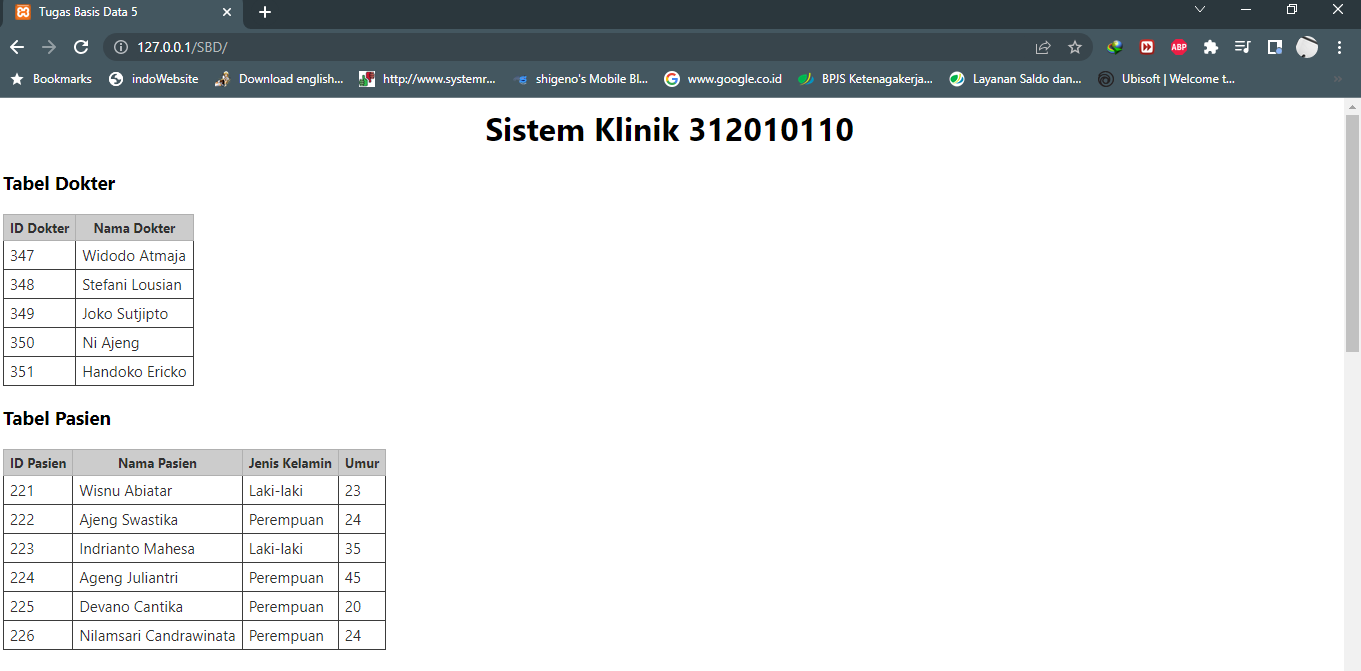 Tugas Basis Data 5
127.0.0.1/SBD/
ABP
Bookmarks indoWebsite Download english... http://www.systemr... shigeno's Mobile Bl... www.google.co.id BPJS Ketenagakerja... Layanan Saldo dan... Ubisoft | Welcome t...
Sistem Klinik 312010110
Tabel Dokter
ID Dokter Nama Dokter
347 Widodo Atmaja
348 Stefani Lousian
349 Joko Sutjipto
350 Ni Ajeng
351 Handoko Ericko
Tabel Pasien
ID Pasien Nama Pasien Jenis Kelamin Umur
221 Wisnu Abiatar Laki-laki 23
222 Ajeng Swastika Perempuan 24
223 Indrianto Mahesa Laki-laki 35
224 Ageng Juliantri Perempuan 45
225 Devano Cantika Perempuan 20
226 Nilamsari Candrawinata Perempuan 24